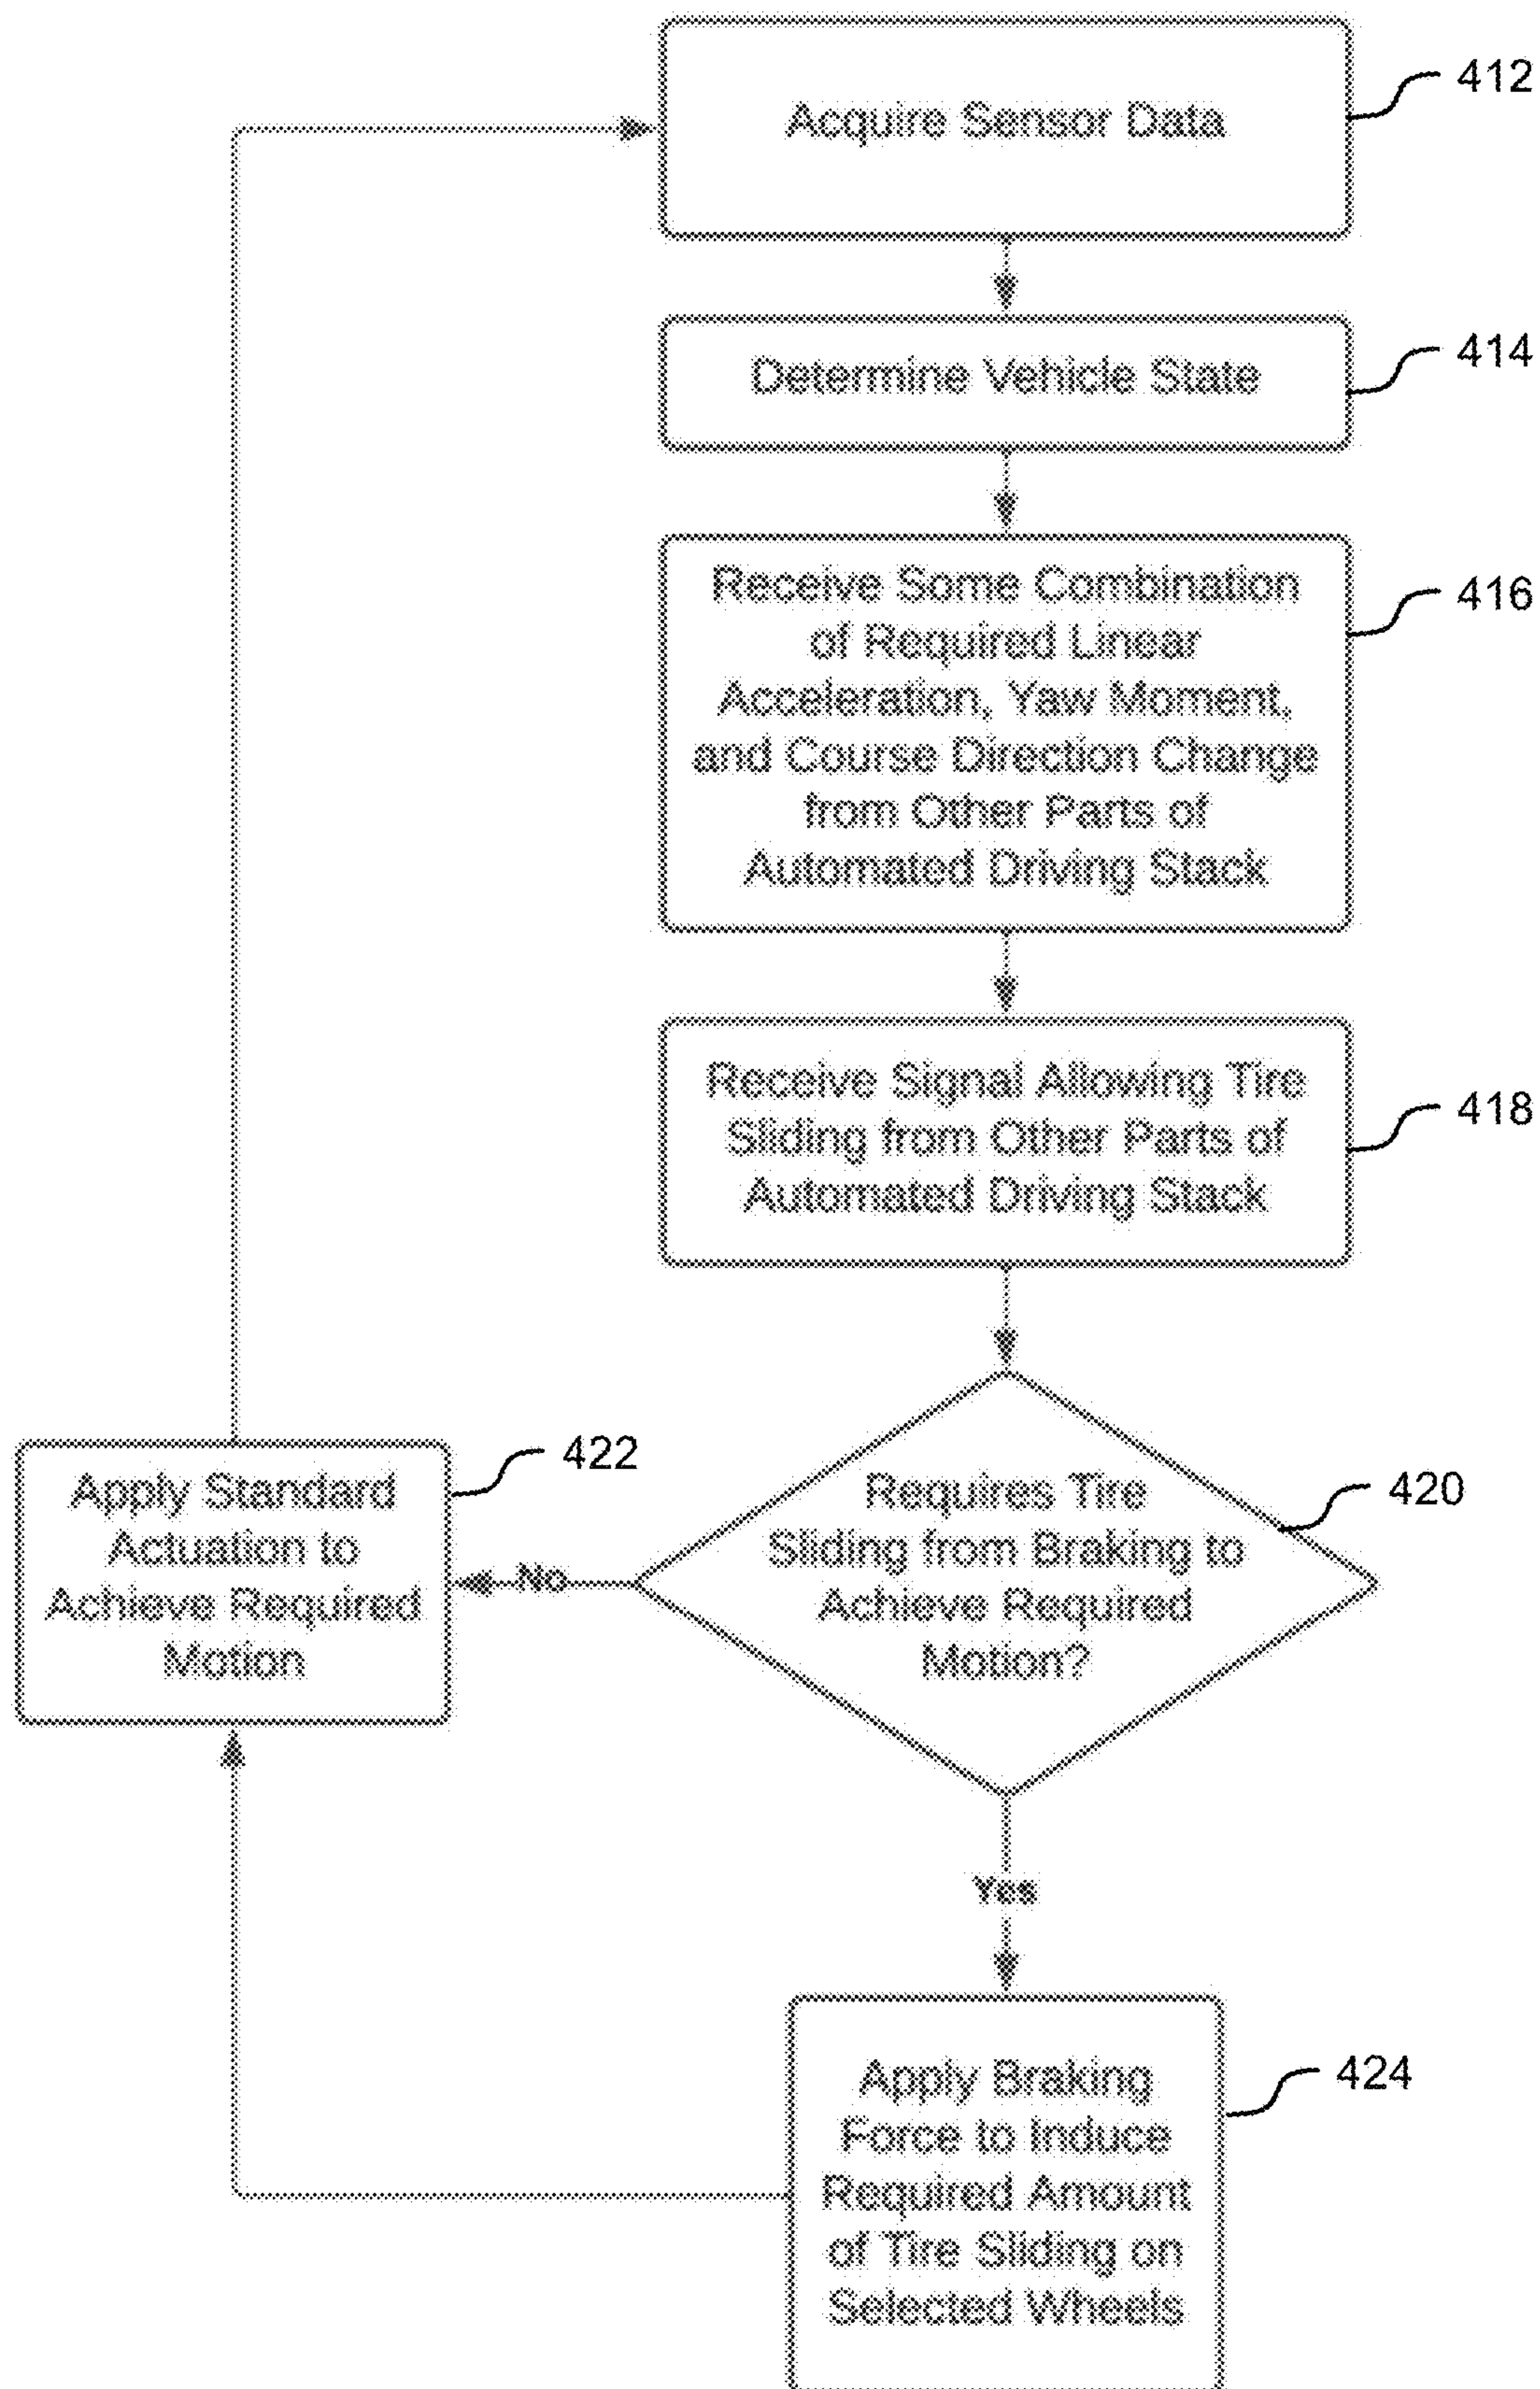 Acquire Sensor Data
412
Determine Vehicle State
414
Receive Some Combination
of Required Linear
Acceleration, Yaw Moment,
and Course Direction Change
from Other Parts of
Automated Driving Stack
416
Receive Signal Allowing Tire
Sliding from Other Parts of
Automated Driving Stack
418
Requires Tire
Sliding from Braking to
Achieve Required
Motion?
420
No
Apply Standard
Actuation to
Achieve Required
Motion
422
Yes
Apply Braking
Force to Induce
Required Amount
of Tire Sliding on
Selected Wheels
424